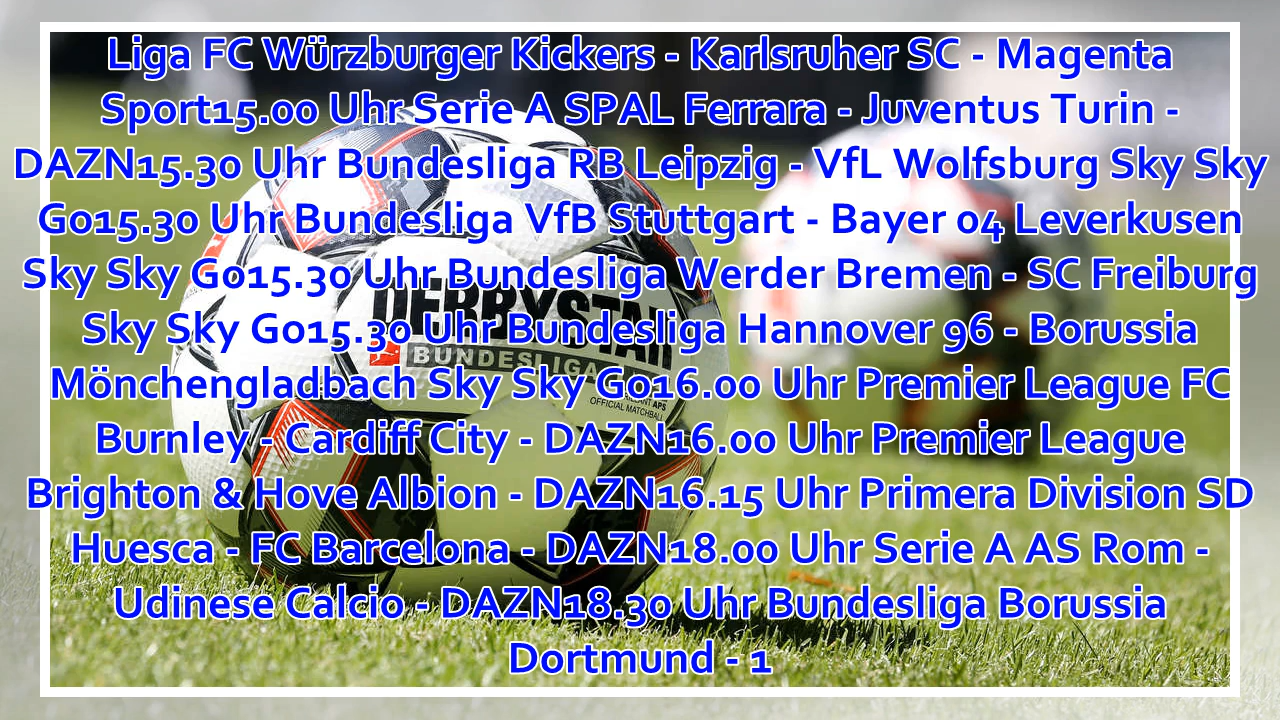 Liga FC Würzburger Kickers - Karlsruher SC - Magenta
Sport15.00 Uhr Serie A SPAL Ferrara - Juventus Turin -
DAZN15.30 Uhr Bundesliga RB Leipzig - VfL Wolfsburg Sky Sky
Go15.30 Uhr Bundesliga VfB Stuttgart - Bayer 04 Leverkusen
Sky Sky Go15.30 Uhr Bundesliga Werder Bremen - SC Freiburg
Sky Sky Go15.30 Uhr Bundesliga Hannover 96 - Borussia
Mönchengladbach Sky Sky Go16.00 Uhr Premier League FC
Burnley - Cardiff City - DAZN16.00 Uhr Premier League
Brighton & Hove Albion - DAZN16.15 Uhr Primera Division SD
Huesca - FC Barcelona - DAZN18.00 Uhr Serie A AS Rom -
Udinese Calcio - DAZN18.30 Uhr Bundesliga Borussia
Dortmund - 1
DERBYSTAR
BUNDESLIGA
APS
OFFICIAL MATCHBALL